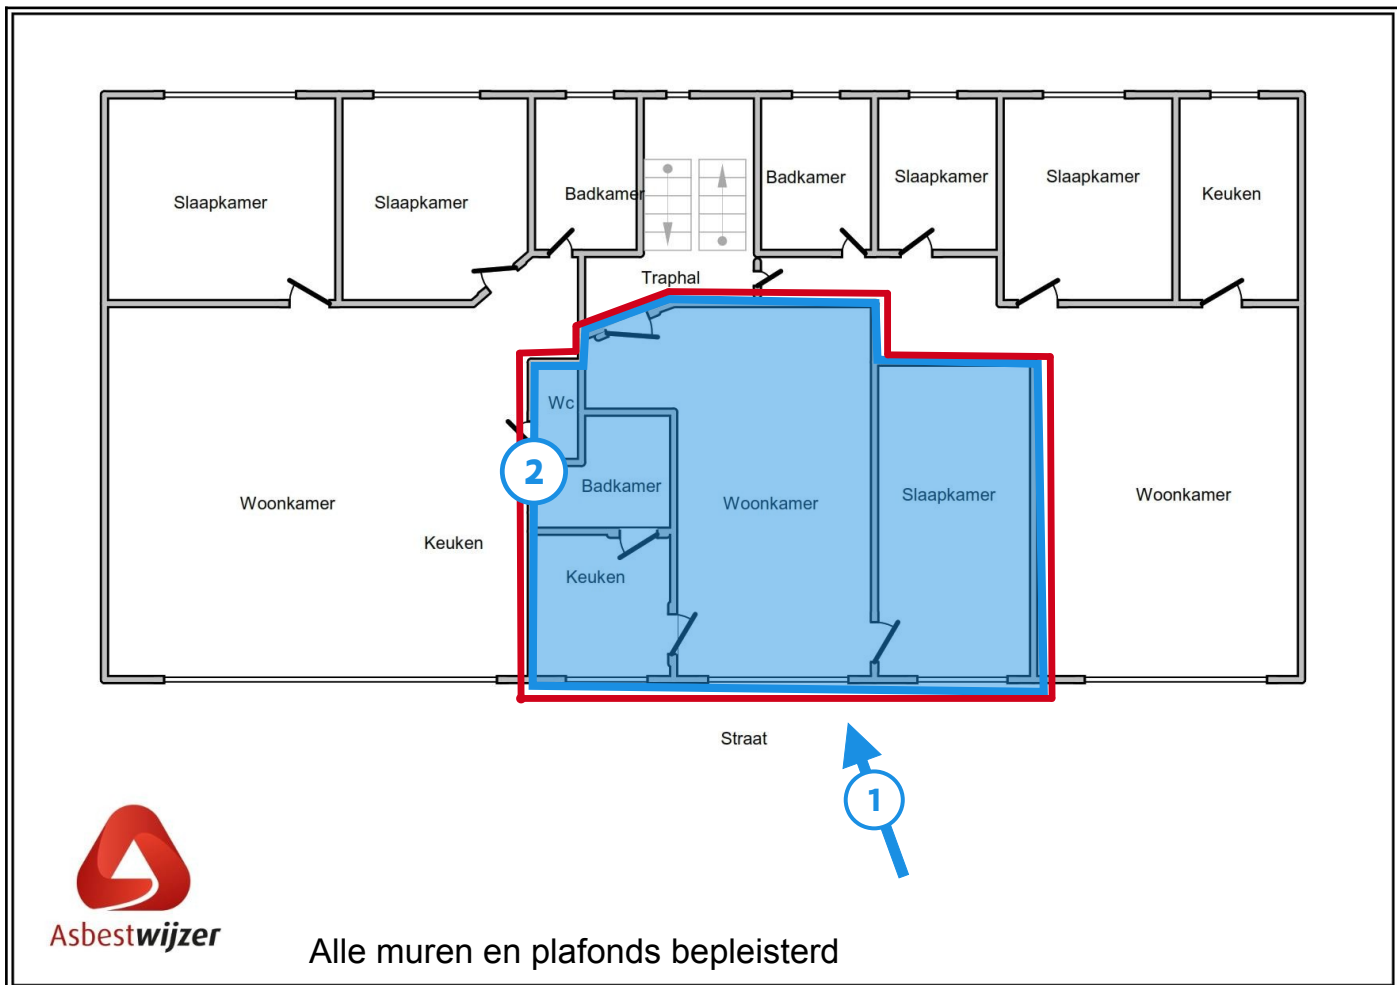 Slaapkamer
Slaapkamer
Badkamer
Badkamer
Slaapkamer
Slaapkamer
Keuken
Traphal
Wc
2
Badkamer
Woonkamer
Keuken
Woonkamer
Slaapkamer
Woonkamer
Keuken
Straat
1
Asbestwijzer
Alle muren en plafonds bepleisterd